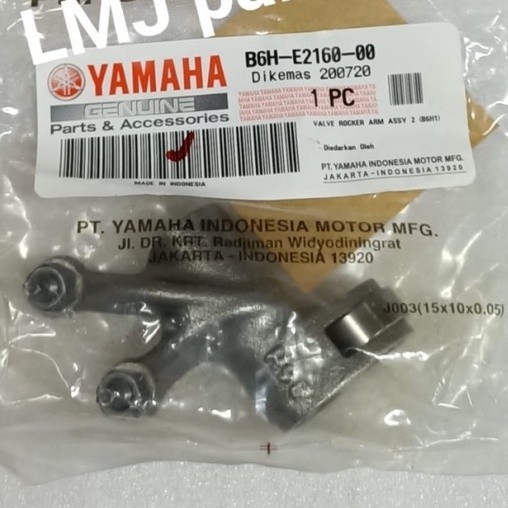 LMJ
YAMAHA
GENUINE
Parts & Accessories
MADE IN INDONESIA
B6H-E2160-00
Dikemas 200720
1 PC
VALVE ROCKER ARM ASSY 2 (B6H1)
Diedarkan Oleh
PT. YAMAHA INDONESIA MOTOR MFG.
JAKARTA-INDONESIA 13920
PT. YAMAHA INDONESIA MOTOR MFG.
Jl. DR. KRT. Radjiman Widyodiningrat
JAKARTA - INDONESIA 13920
J003(15x10x0.05)